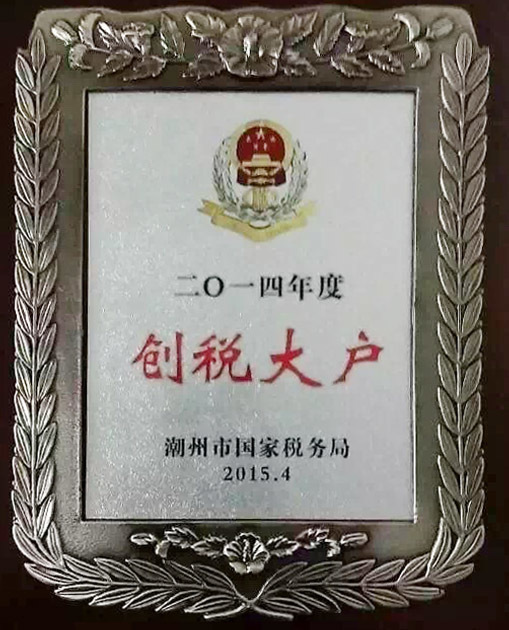 二〇一四年度
创税大户
潮州市国家税务局
2015.4